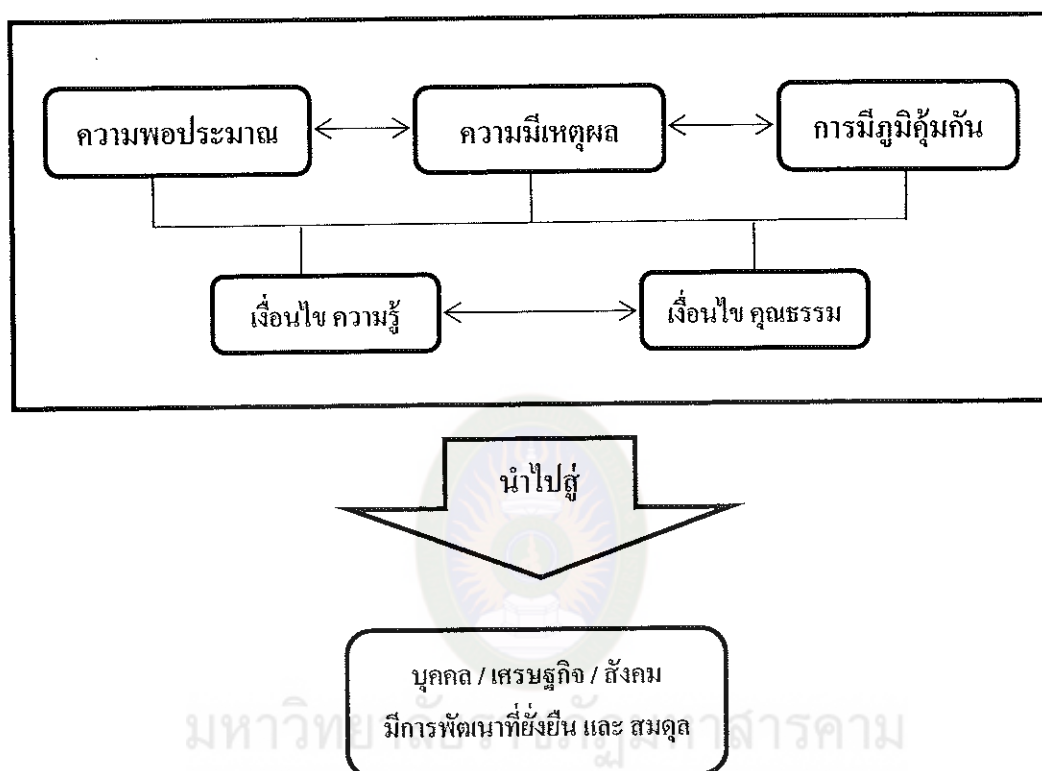 ความพอประมาณ
ความมีเหตุผล
การมีภูมิคุ้มกัน
เงื่อนไข ความรู้
เงื่อนไข คุณธรรม
นำไปสู่
บุคคล / เศรษฐกิจ / สังคม
มีการพัฒนาที่ยั่งยืน และ สมดุล
มหาวิทยาลัยราชภัฏมหาสารคาม